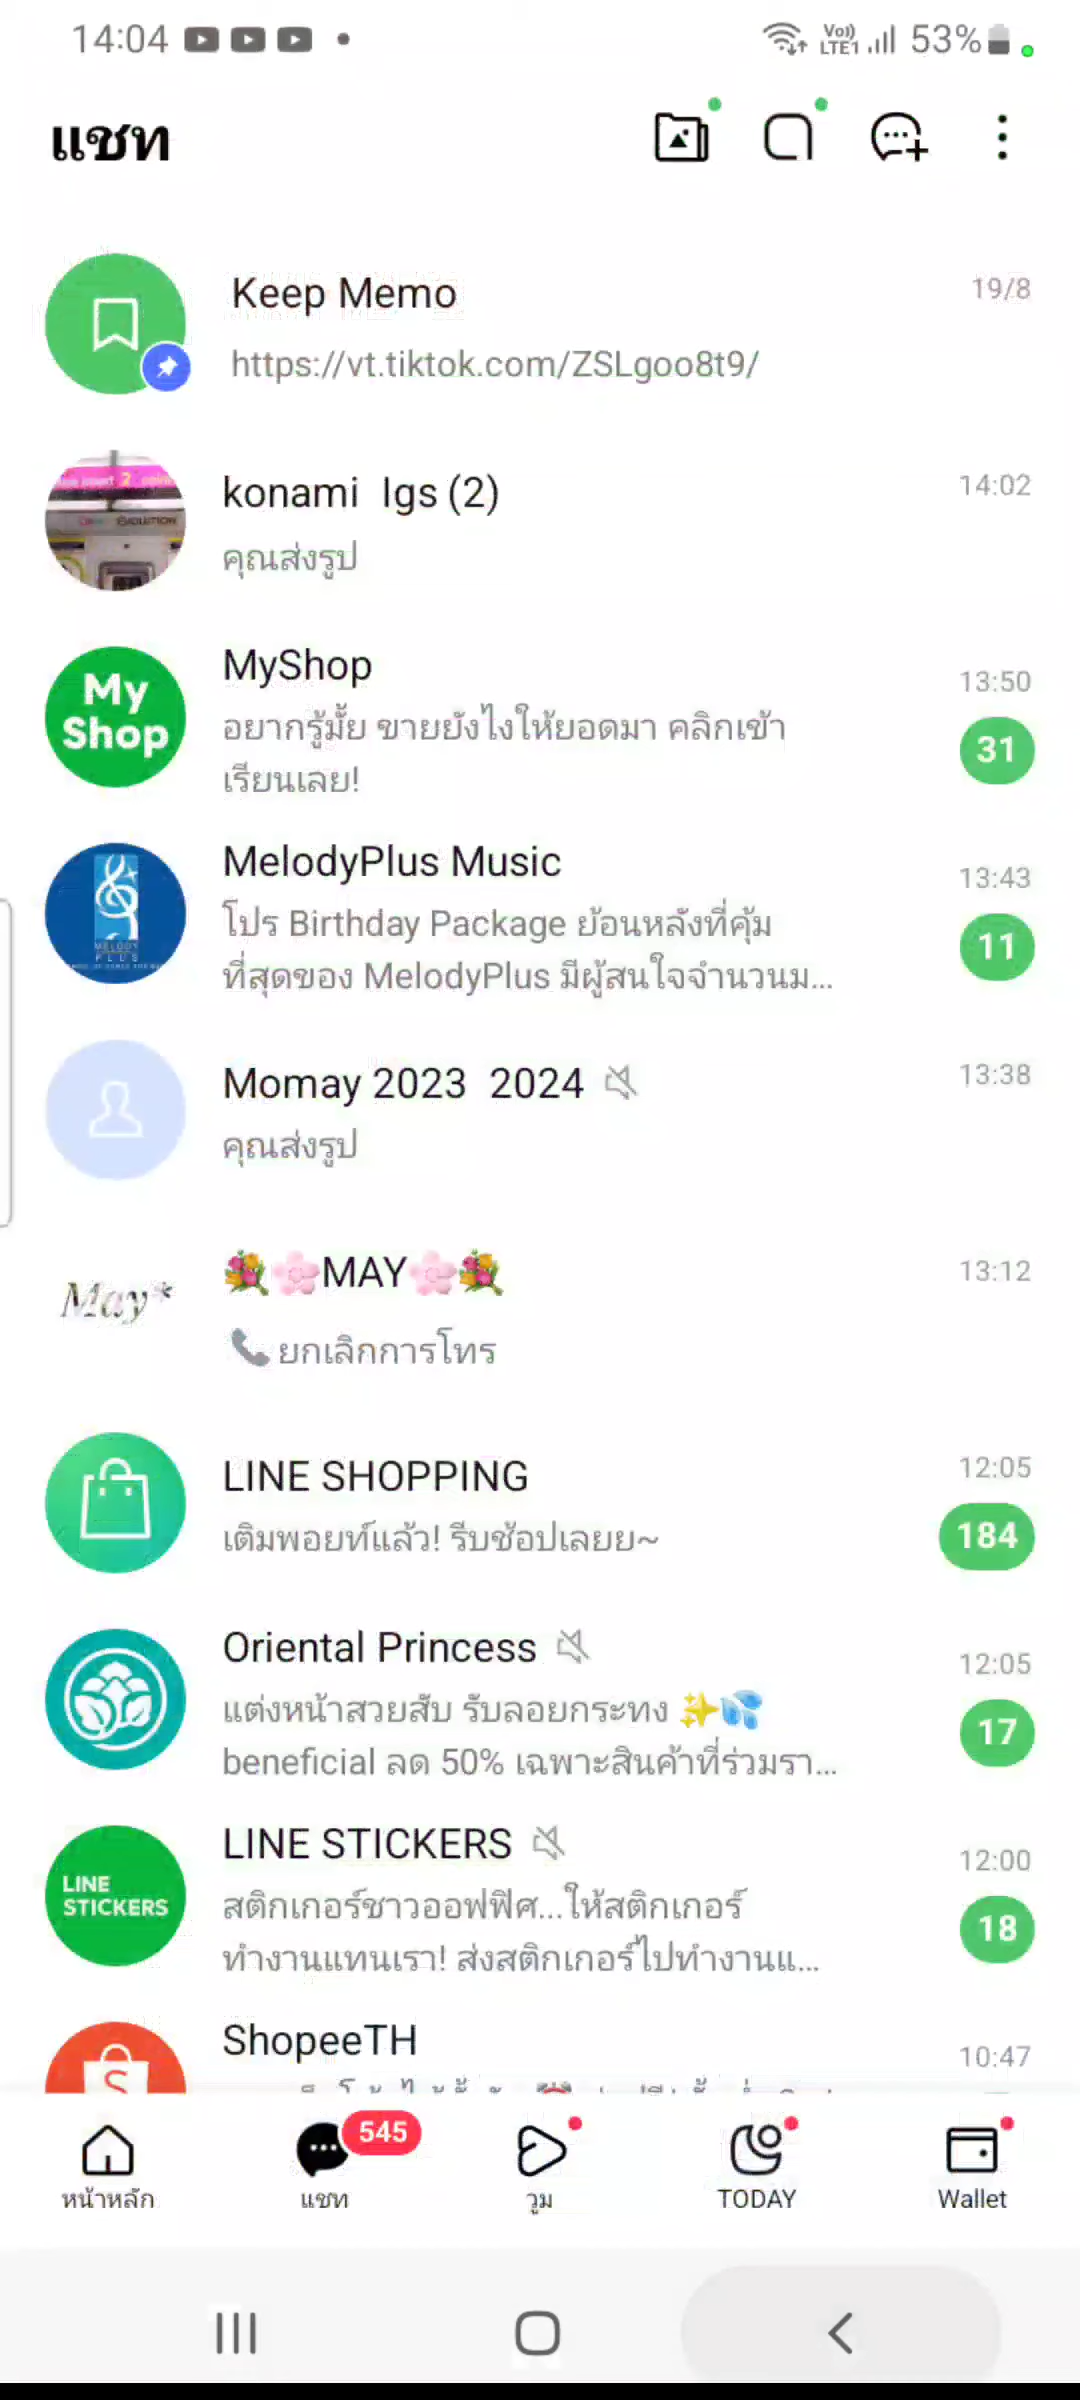 14:04
Vo)) LTE1 53%
แชท
Keep Memo
19/8
https://vt.tiktok.com/ZSLgoo8t9/
konami Igs (2)
14:02
คุณส่งรูป
My Shop
MyShop
13:50
อยากรู้มั้ย ขายยังไงให้ยอดมา คลิกเข้า
เรียนเลย!
31
MelodyPlus Music
13:43
โปร Birthday Package ย้อนหลังที่คุ้ม
ที่สุดของ MelodyPlus มีผู้สนใจจำนวนม...
11
MELODY PLUS
Momay 2023 2024
13:38
คุณส่งรูป
May*
💐🌸MAY🌸💐
13:12
ยกเลิกการโทร
LINE SHOPPING
12:05
เติมพอยท์แล้ว! รีบช้อปเลยย~
184
Oriental Princess
12:05
แต่งหน้าสวยสับ รับลอยกระทง ✨💦
beneficial ลด 50% เฉพาะสินค้าที่ร่วมรา...
17
LINE STICKERS
LINE STICKERS
12:00
สติกเกอร์ชาวออฟฟิศ...ให้สติกเกอร์
ทำงานแทนเรา! ส่งสติกเกอร์ไปทำงานแ...
18
ShopeeTH
10:47
545
หน้าหลัก แชท วูม TODAY Wallet